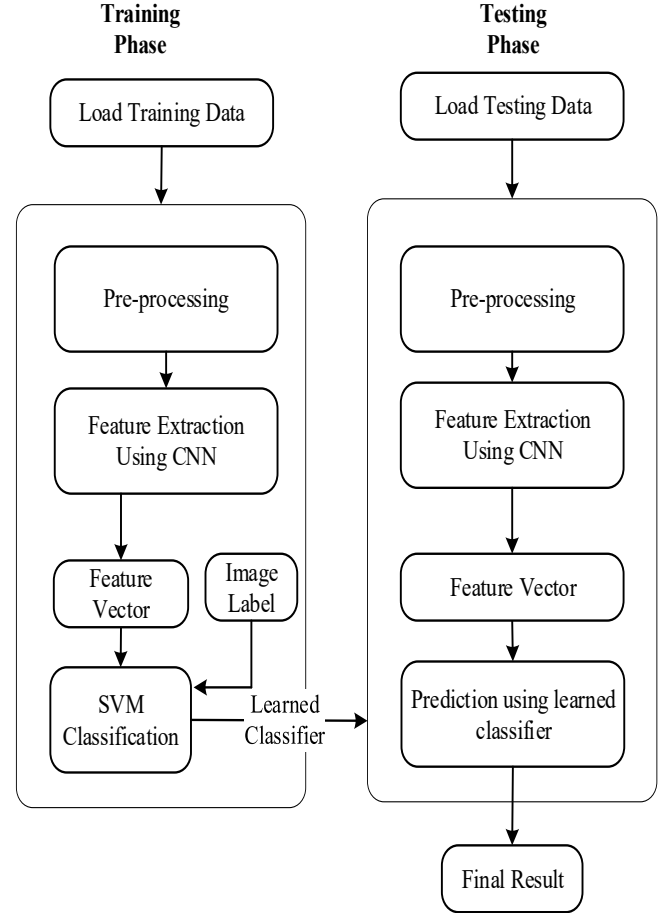 Training
Phase
Load Training Data
Pre-processing
Feature Extraction
Using CNN
Feature
Vector
Image
Label
SVM
Classification
Learned
Classifier
Testing
Phase
Load Testing Data
Pre-processing
Feature Extraction
Using CNN
Feature Vector
Prediction using learned
classifier
Final Result